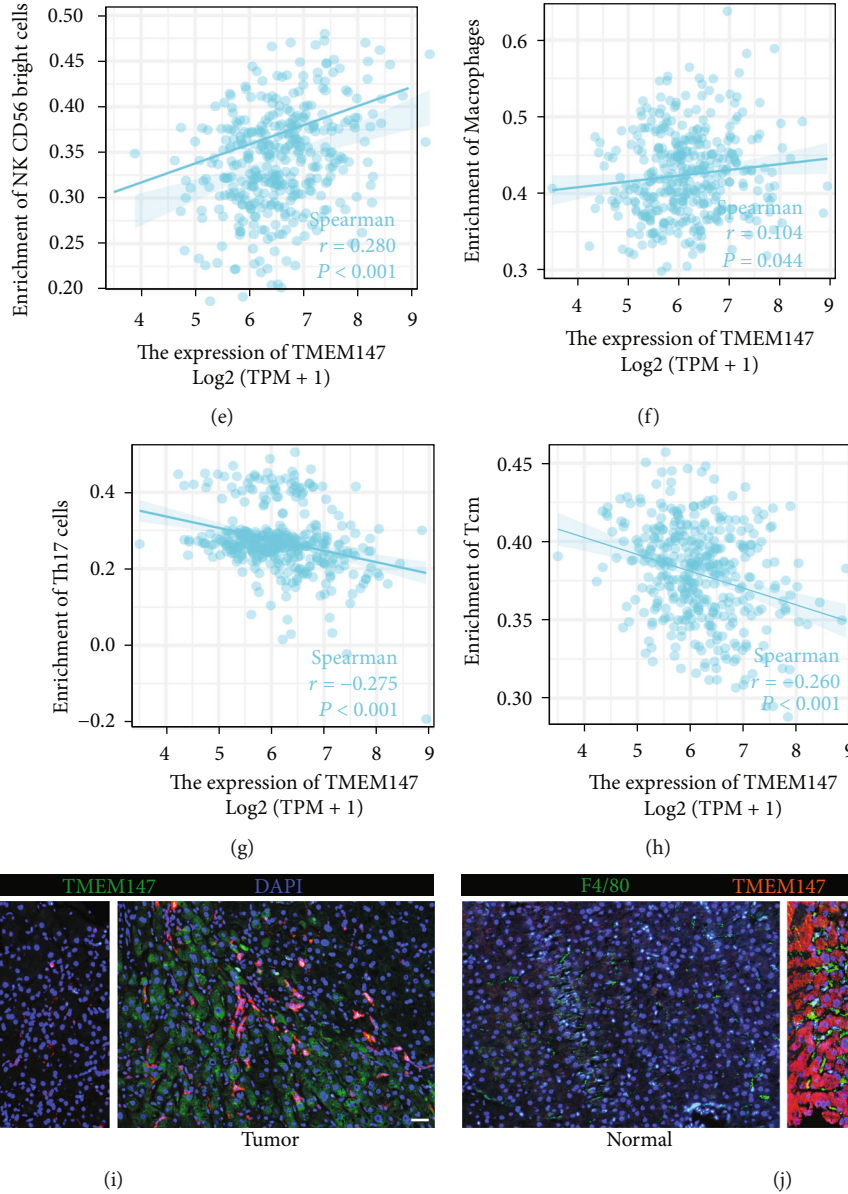 Enrichment of NK CD56 bright cells
0.50
0.45
0.40
0.35
0.30
0.25
0.20
Spearman
r = 0.280
P < 0.001
4 5 6 7 8 9
The expression of TMEM147
Log2 (TPM + 1)
(e)
Enrichment of Macrophages
0.6
0.5
0.4
0.3
Spearman
r = 0.104
P = 0.044
4 5 6 7 8 9
The expression of TMEM147
Log2 (TPM + 1)
(f)
Enrichment of Th17 cells
0.4
0.2
0.0
−0.2
Spearman
r = −0.275
P < 0.001
4 5 6 7 8 9
The expression of TMEM147
Log2 (TPM + 1)
(g)
Enrichment of Tcm
0.45
0.40
0.35
0.30
Spearman
r = −0.260
P < 0.001
4 5 6 7 8 9
The expression of TMEM147
Log2 (TPM + 1)
(h)
TMEM147 DAPI
Tumor
(i)
F4/80 TMEM147
Normal
(j)